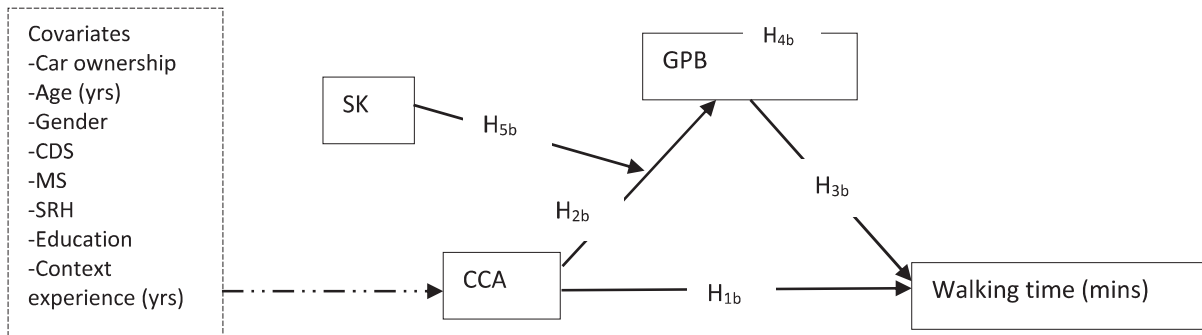 Covariates
-Car ownership
-Age (yrs)
-Gender
-CDS
-MS
-SRH
-Education
-Context
experience (yrs)
SK
H5b
H4b
GPB
H2b
H3b
CCA
H1b
Walking time (mins)